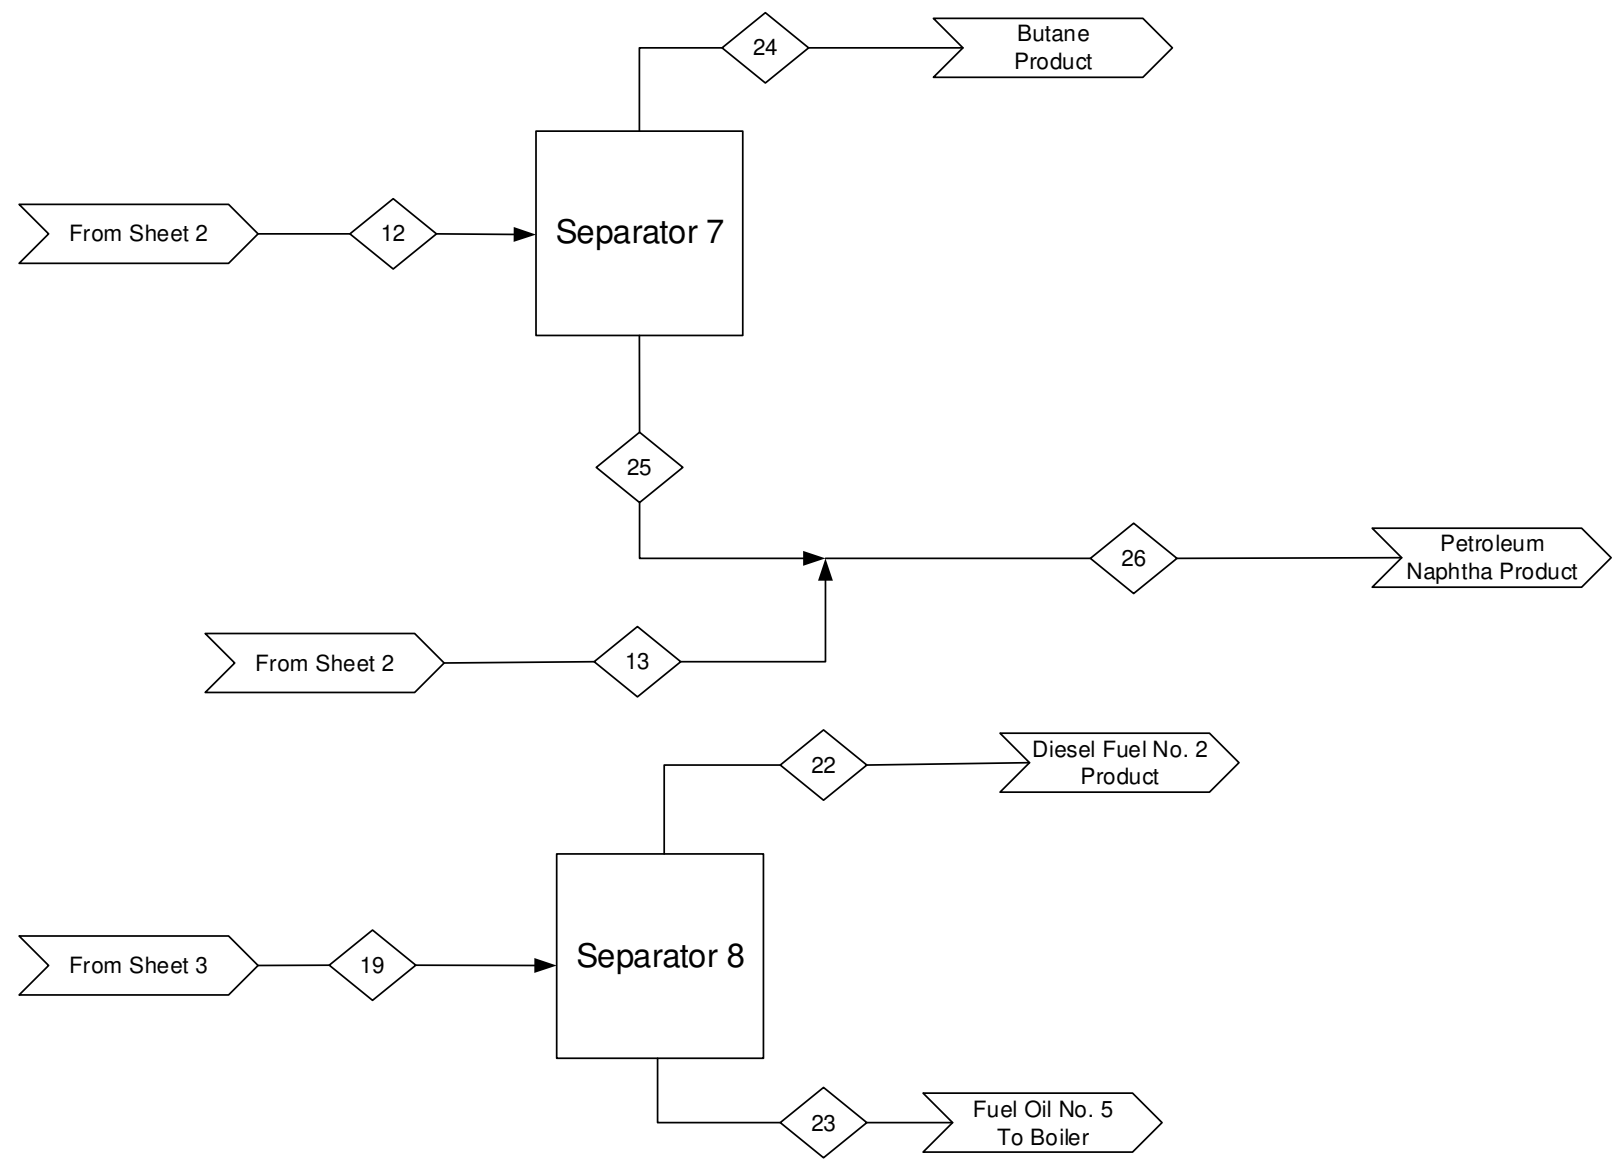 24
Butane
Product
From Sheet 2
12
Separator 7
25
26
Petroleum
Naphtha Product
From Sheet 2
13
22
Diesel Fuel No. 2
Product
From Sheet 3
19
Separator 8
23
Fuel Oil No. 5
To Boiler